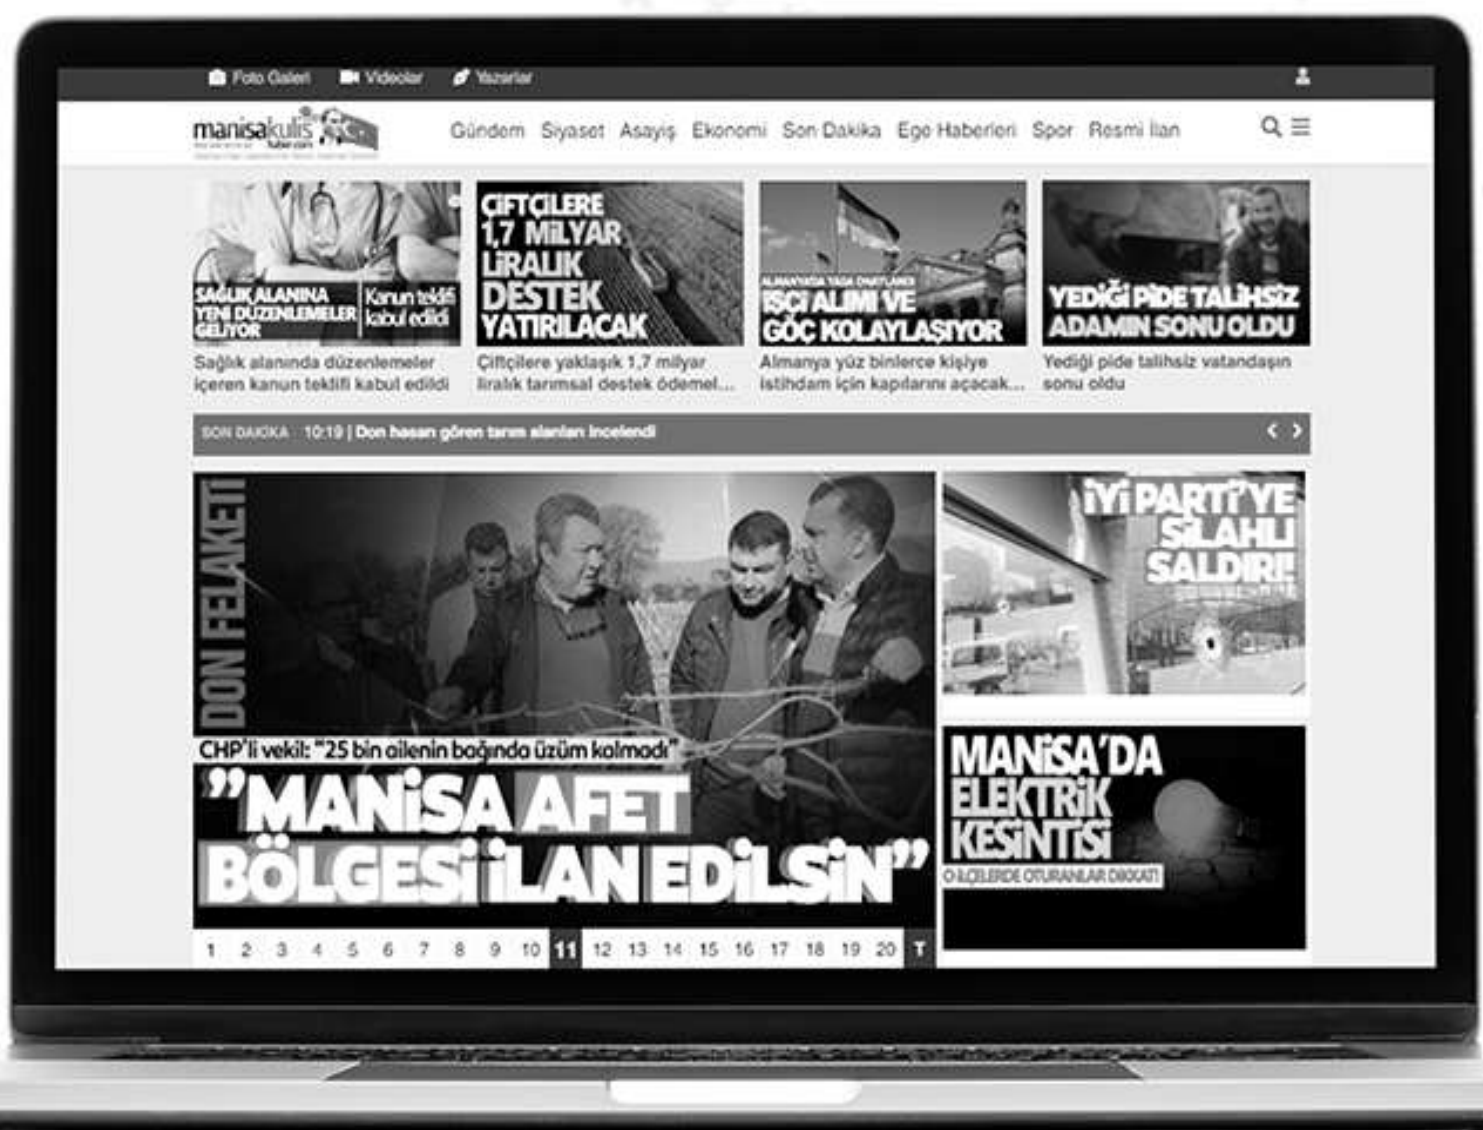 Foto Galeri Videolar Yazarlar
manisakulis
haber.com
Gündem Siyaset Asayiş Ekonomi Son Dakika Ege Haberleri Spor Resmi İlan
SAĞLIK ALANINA
YENİ DÜZENLEMELER
GELİYOR
Kanun teklifi
kabul edildi
Sağlık alanında düzenlemeler
içeren kanun teklifi kabul edildi
ÇİFTÇİLERE
1,7 MİLYAR
LİRALIK
DESTEK
YATIRILACAK
Çiftçilere yaklaşık 1,7 milyar
liralık tarımsal destek ödemel...
ALMANYA'DA YASA ONAYLANDI
İŞÇİ ALIMI VE
GÖÇ KOLAYLAŞIYOR
Almanya yüz binlerce kişiye
istihdam için kapılarını açacak...
YEDİĞİ PİDE TALİHSİZ
ADAMIN SONU OLDU
Yediği pide talihsiz vatandaşın
sonu oldu
SON DAKİKA 10:19 | Don hasarı gören tarım alanları incelendi
DON FELAKETİ
CHP'li vekil: "25 bin ailenin bağında üzüm kalmadı"
"MANİSA AFET
BÖLGESİ İLAN EDİLSİN"
1 2 3 4 5 6 7 8 9 10 11 12 13 14 15 16 17 18 19 20 T
İYİ PARTİ'YE
SİLAHLI
SALDIRI!
MANİSA'DA
ELEKTRİK
KESİNTİSİ
O İLÇELERDE OTURANLAR DİKKAT!